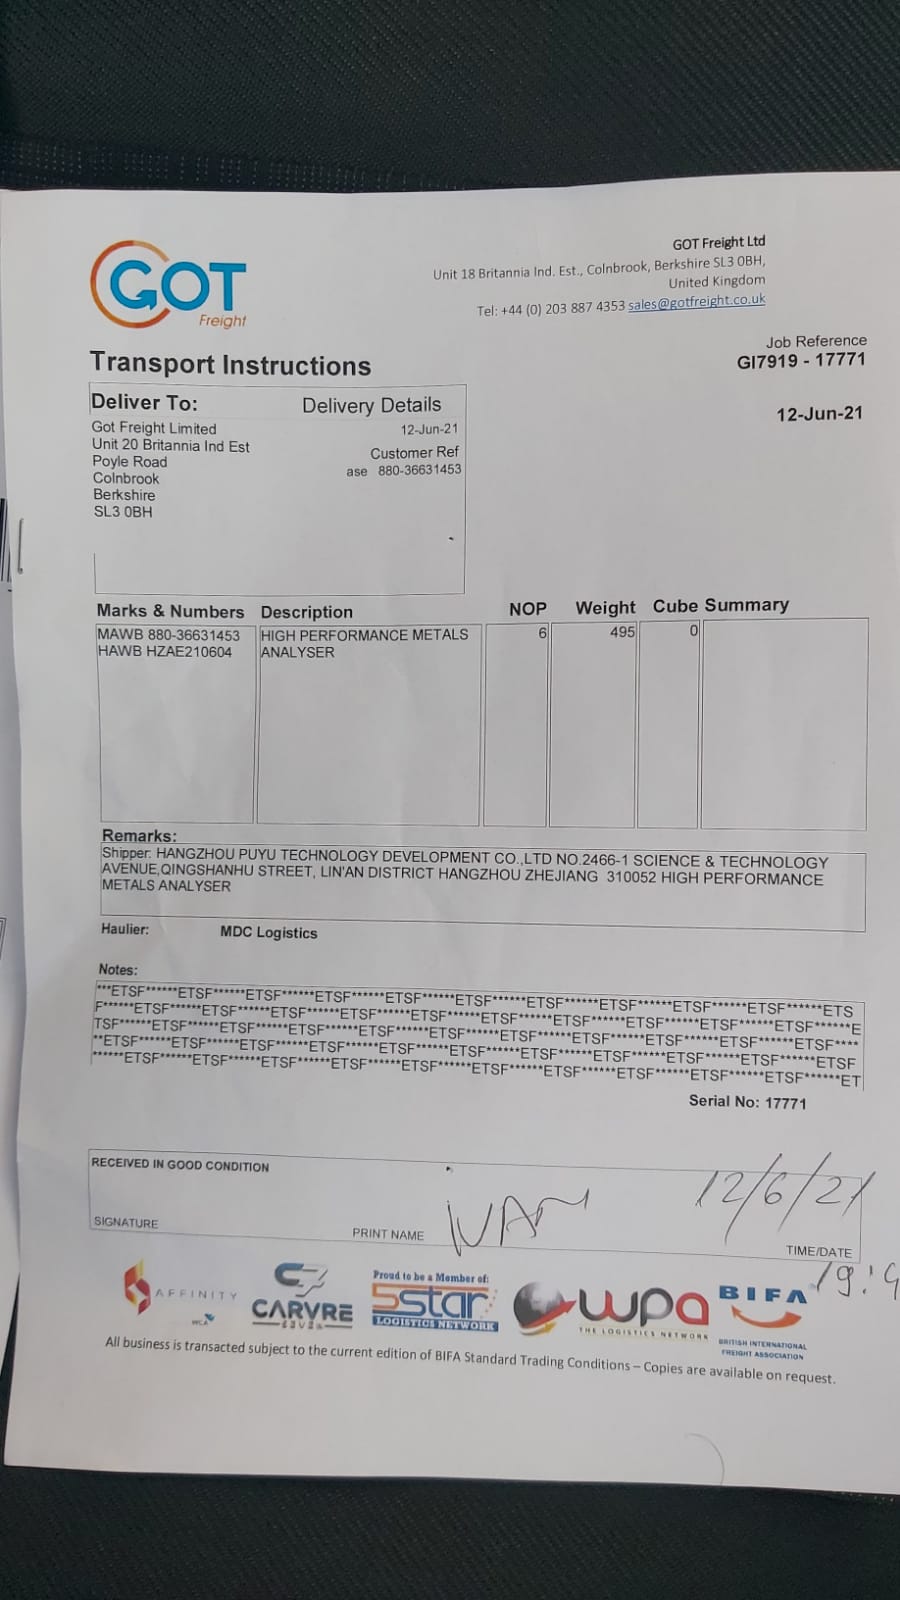 GOT
Freight
GOT Freight Ltd
Unit 18 Britannia Ind. Est., Colnbrook, Berkshire SL3 0BH,
United Kingdom
Tel: +44 (0) 203 887 4353 sales@gotfreight.co.uk
Transport Instructions
Job Reference
GI7919 - 17771
12-Jun-21
Deliver To:
Delivery Details
Got Freight Limited
Unit 20 Britannia Ind Est
Poyle Road
Colnbrook
Berkshire
SL3 0BH
12-Jun-21
Customer Ref
ase 880-36631453
Marks & Numbers Description NOP Weight Cube Summary
MAWB 880-36631453 HIGH PERFORMANCE METALS 6 495 0
HAWB HZAE210604 ANALYSER
Remarks:
Shipper: HANGZHOU PUYU TECHNOLOGY DEVELOPMENT CO.,LTD NO.2466-1 SCIENCE & TECHNOLOGY
AVENUE,QINGSHANHU STREET, LIN'AN DISTRICT HANGZHOU ZHEJIANG 310052 HIGH PERFORMANCE
METALS ANALYSER
Haulier: MDC Logistics
Notes:
***ETSF******ETSF******ETSF******ETSF******ETSF******ETSF******ETSF******ETSF******ETSF******ETSF******ETS
F******ETSF******ETSF******ETSF******ETSF******ETSF******ETSF******ETSF******ETSF******ETSF******ETSF******E
TSF******ETSF******ETSF******ETSF******ETSF******ETSF******ETSF******ETSF******ETSF******ETSF******ETSF****
**ETSF******ETSF******ETSF******ETSF******ETSF******ETSF******ETSF******ETSF******ETSF******ETSF******ETSF
******ETSF******ETSF******ETSF******ETSF******ETSF******ETSF******ETSF******ETSF******ETSF******ETSF******ET
Serial No: 17771
RECEIVED IN GOOD CONDITION
SIGNATURE
PRINT NAME IVAN
12/6/21
TIME/DATE
19:4
AFFINITY
WCA
CARVRE
SEVEN
Proud to be a Member of:
5star
LOGISTICS NETWORK
wpa
THE LOGISTICS NETWORK
BIFA
BRITISH INTERNATIONAL
FREIGHT ASSOCIATION
All business is transacted subject to the current edition of BIFA Standard Trading Conditions – Copies are available on request.